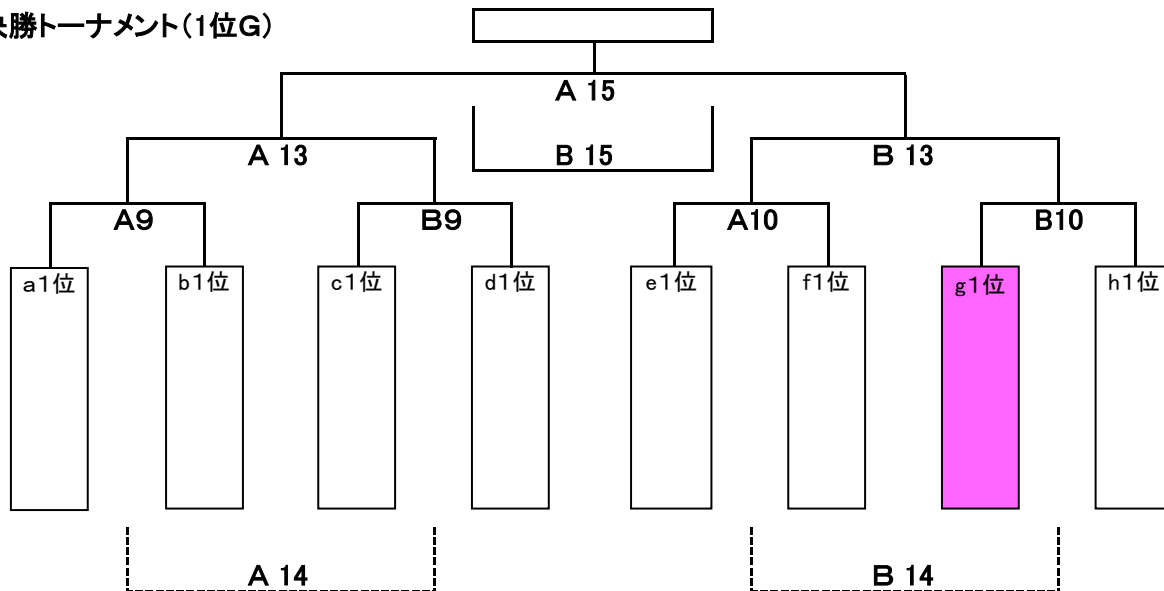 決勝トーナメント（1位G）
A 15
A 13
B 15
B 13
A9
B9
A10
B10
a1位
b1位
c1位
d1位
e1位
f1位
g1位
h1位
A 14
B 14